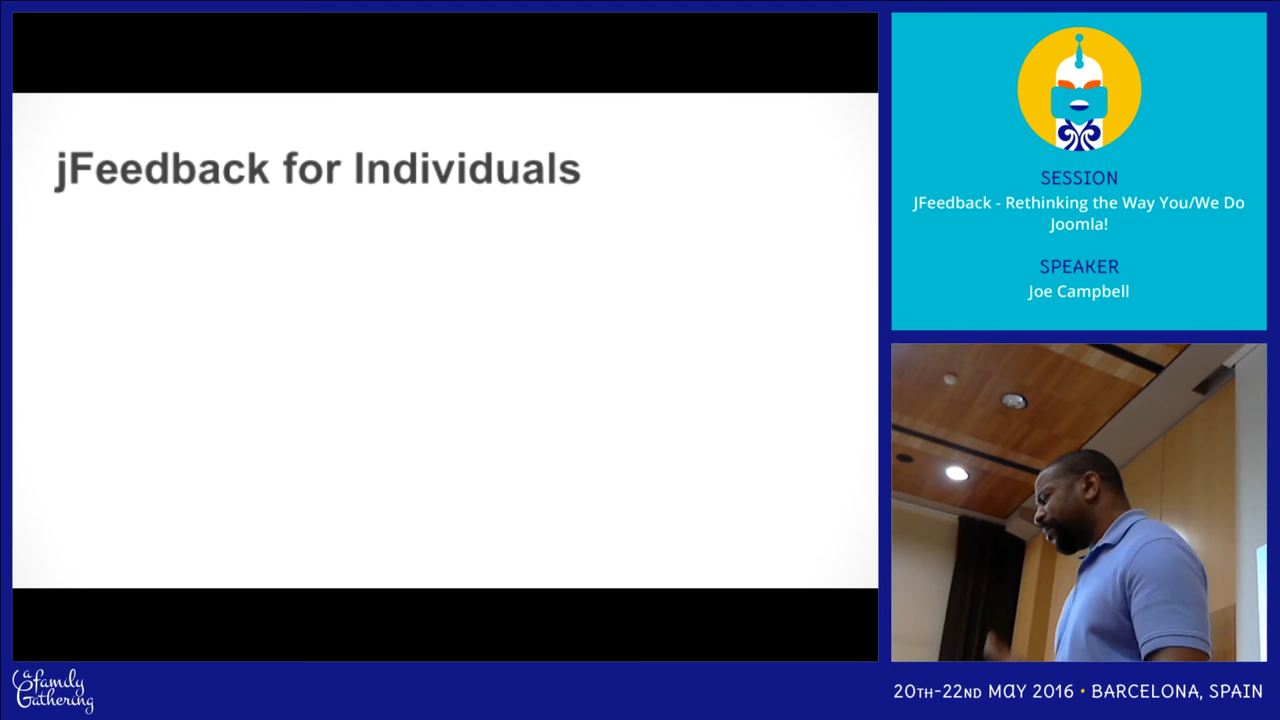 jFeedback for Individuals
SESSION
JFeedback - Rethinking the Way You/We Do
Joomla!
SPEAKER
Joe Campbell
a family
Gathering
20TH-22ND MAY 2016 • BARCELONA, SPAIN